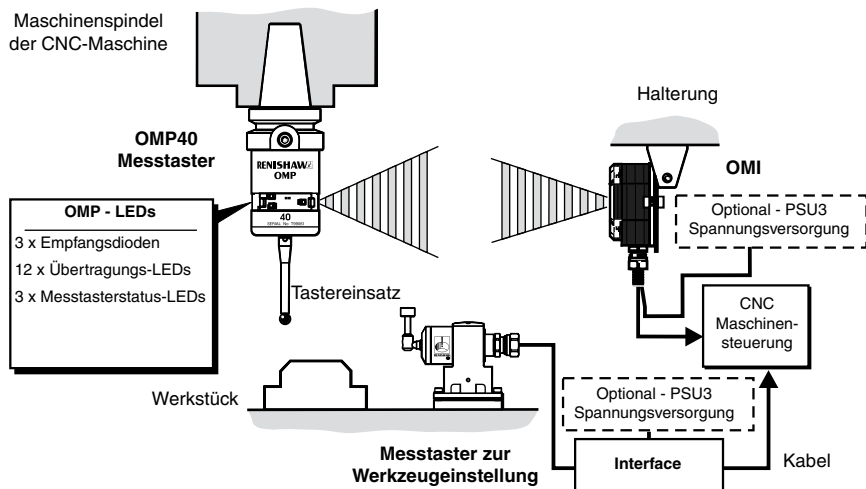 Maschinenspindel
der CNC-Maschine
OMP40
Messtaster
RENISHAW
OMP
40
OMP - LEDs
3 x Empfangsdioden
12 x Übertragungs-LEDs
3 x Messtasterstatus-LEDs
Tastereinsatz
Werkstück
Halterung
OMI
Optional - PSU3
Spannungsversorgung
CNC
Maschinen-
steuerung
Optional - PSU3
Spannungsversorgung
Messtaster zur
Werkzeugeinstellung
Interface
Kabel